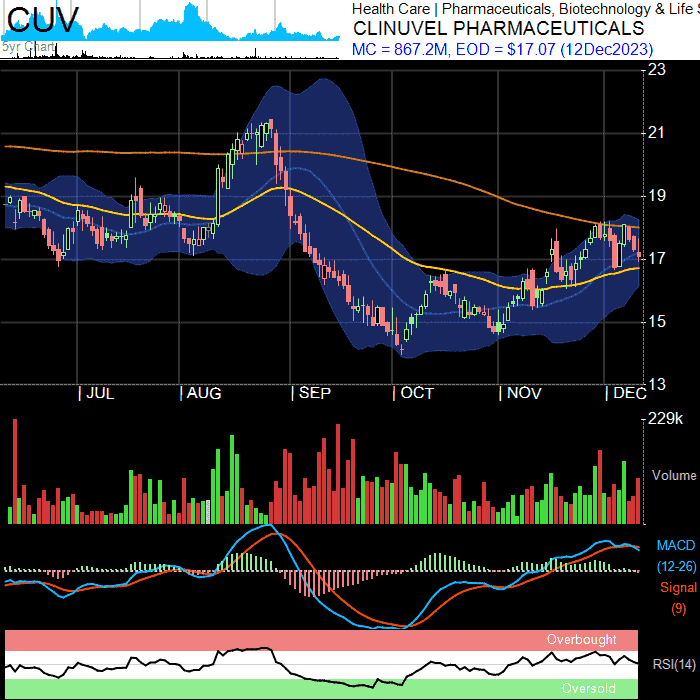 CUV
5yr Chart
Health Care | Pharmaceuticals, Biotechnology & Life S
CLINUVEL PHARMACEUTICALS
MC = 867.2M, EOD = $17.07 (12Dec2023)
23
21
19
17
15
13
JUL AUG SEP OCT NOV DEC
229k
Volume
MACD
(12-26)
Signal
(9)
Overbought
RSI(14)
Oversold